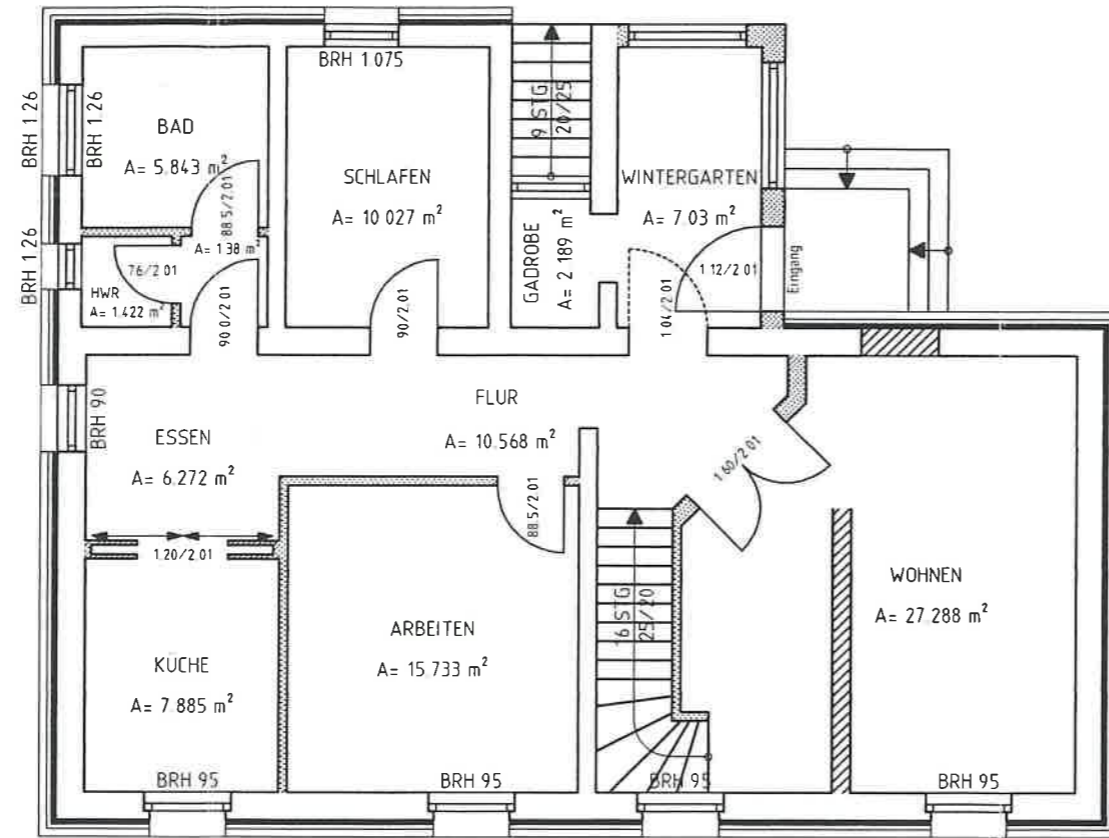 BRH 1.075
BRH 1.26
BRH 1.26
BAD
A= 5.843 m²
88.5/2.01
A= 1.38 m²
BRH 1.26
76/2.01
HWR
A= 1.422 m²
90.0/2.01
SCHLAFEN
A= 10.027 m²
90/2.01
9 STG
20/25
GADROBE
A= 2.189 m²
WINTERGARTEN
A= 7.03 m²
1.12/2.01
1.04/2.01
Eingang
BRH 90
ESSEN
A= 6.272 m²
FLUR
A= 10.568 m²
88.5/2.01
1.60/2.01
1.20/2.01
KÜCHE
A= 7.885 m²
BRH 95
ARBEITEN
A= 15.733 m²
BRH 95
16 STG
25/20
BRH 95
WOHNEN
A= 27.288 m²
BRH 95